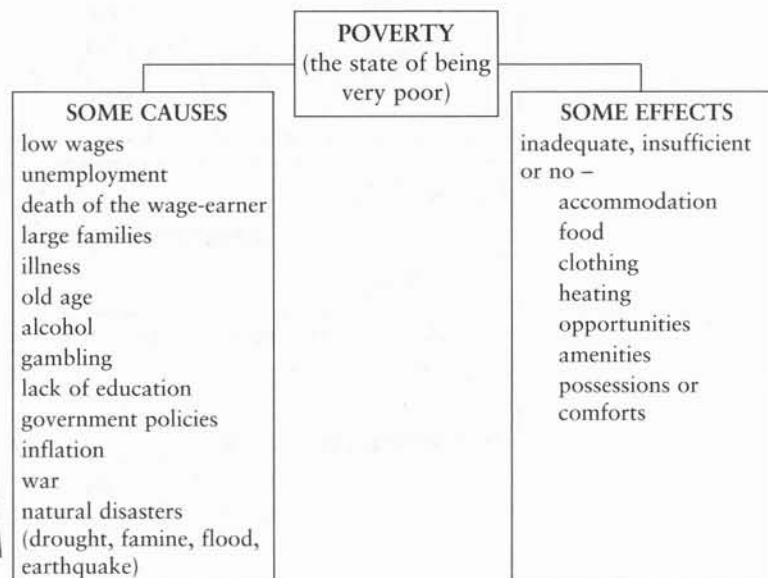 POVERTY
(the state of being
very poor)
SOME CAUSES
low wages
unemployment
death of the wage-earner
large families
illness
old age
alcohol
gambling
lack of education
government policies
inflation
war
natural disasters
(drought, famine, flood,
earthquake)
SOME EFFECTS
inadequate, insufficient
or no –
accommodation
food
clothing
heating
opportunities
amenities
possessions or
comforts